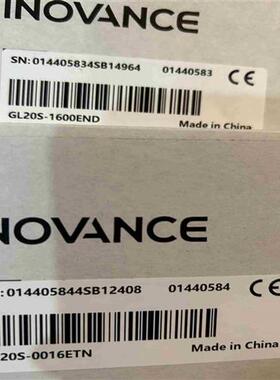 INOVANCE
SN:014405834SB14964 01440583
CE
GL20S-1600END Made in China
NOVANCE
:014405844SB12408 01440584
CE
20S-0016ETN Made in China